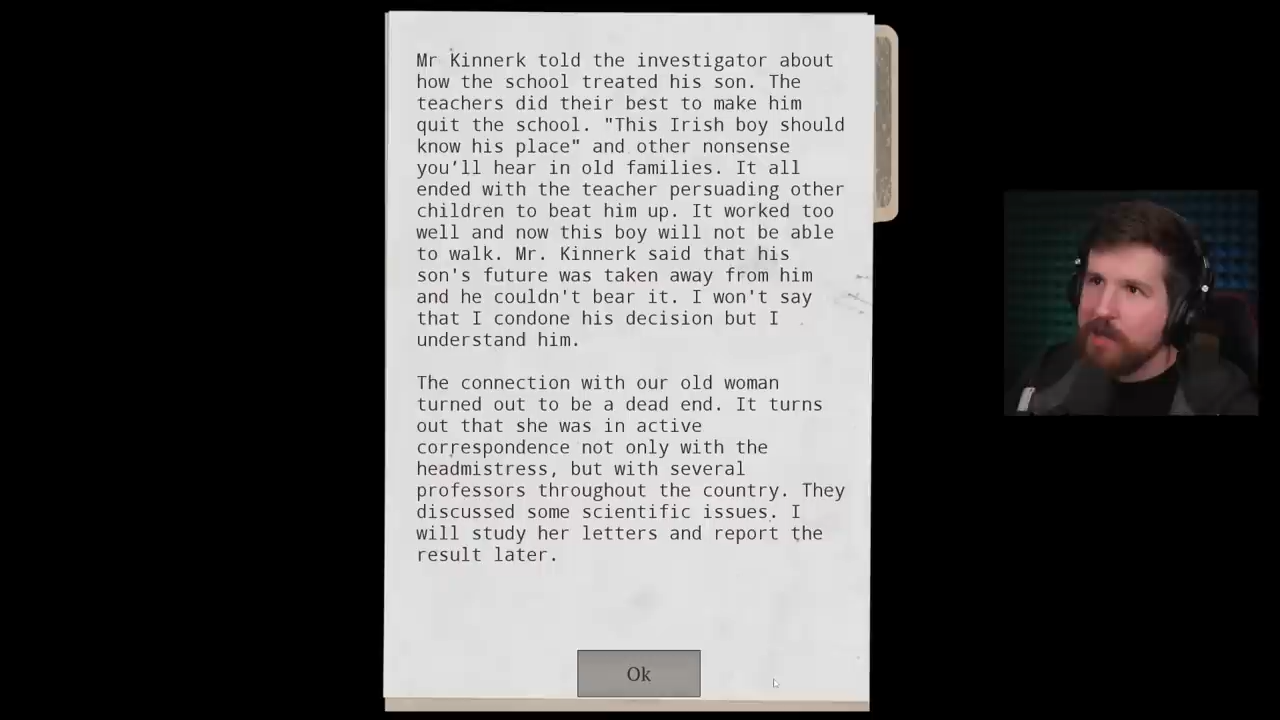 Mr Kinnerk told the investigator about
how the school treated his son. The
teachers did their best to make him
quit the school. "This Irish boy should
know his place" and other nonsense
you‘ll hear in old families. It all
ended with the teacher persuading other
children to beat him up. It worked too
well and now this boy will not be able
to walk. Mr. Kinnerk said that his
son's future was taken away from him
and he couldn't bear it. I won't say
that I condone his decision but I
understand him.
The connection with our old woman
turned out to be a dead end. It turns
out that she was in active
correspondence not only with the
headmistress, but with several
professors throughout the country. They
discussed some scientific issues. I
will study her letters and report the
result later.
Ok